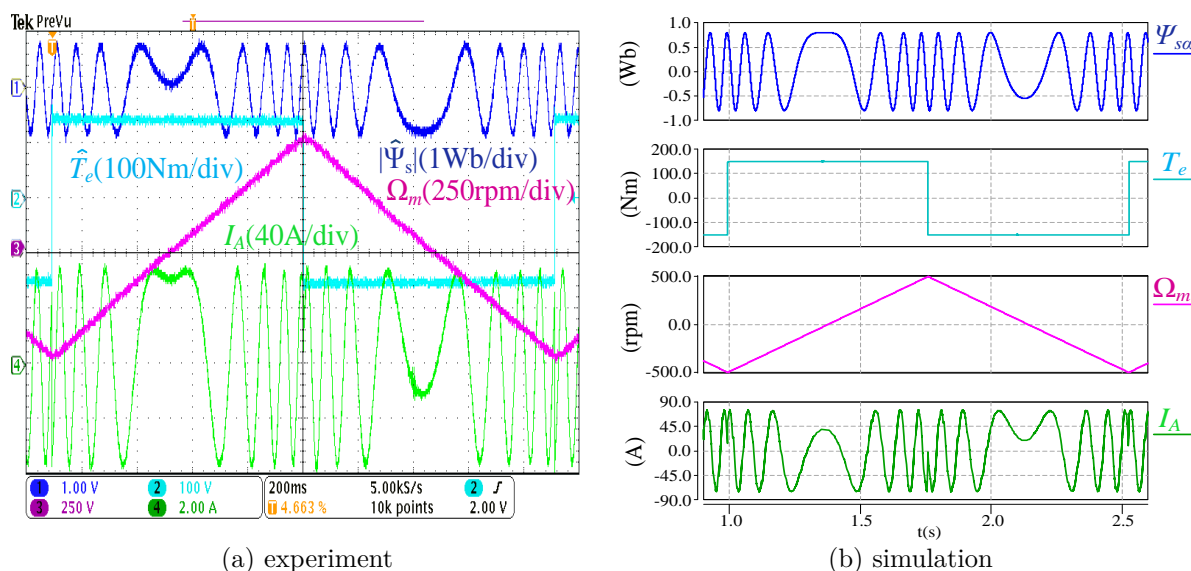 Tek PreVu
T
T
1
T̂e(100Nm/div)
|Ψ̂s|(1Wb/div)
2
Ωm(250rpm/div)
3
IA(40A/div)
4
1 1.00 V 2 100 V 200ms 5.00kS/s 2
3 250 V 4 2.00 A T 4.663 % 10k points 2.00 V
(a) experiment
1.0
0.5
0.0
-0.5
-1.0
(Wb)
Ψsα
200.0
100.0
0.0
-100.0
-200.0
(Nm)
Te
500.0
0.0
-500.0
(rpm)
Ωm
90.0
45.0
0.0
-45.0
-90.0
(A)
IA
1.0 1.5 2.0 2.5
t(s)
(b) simulation